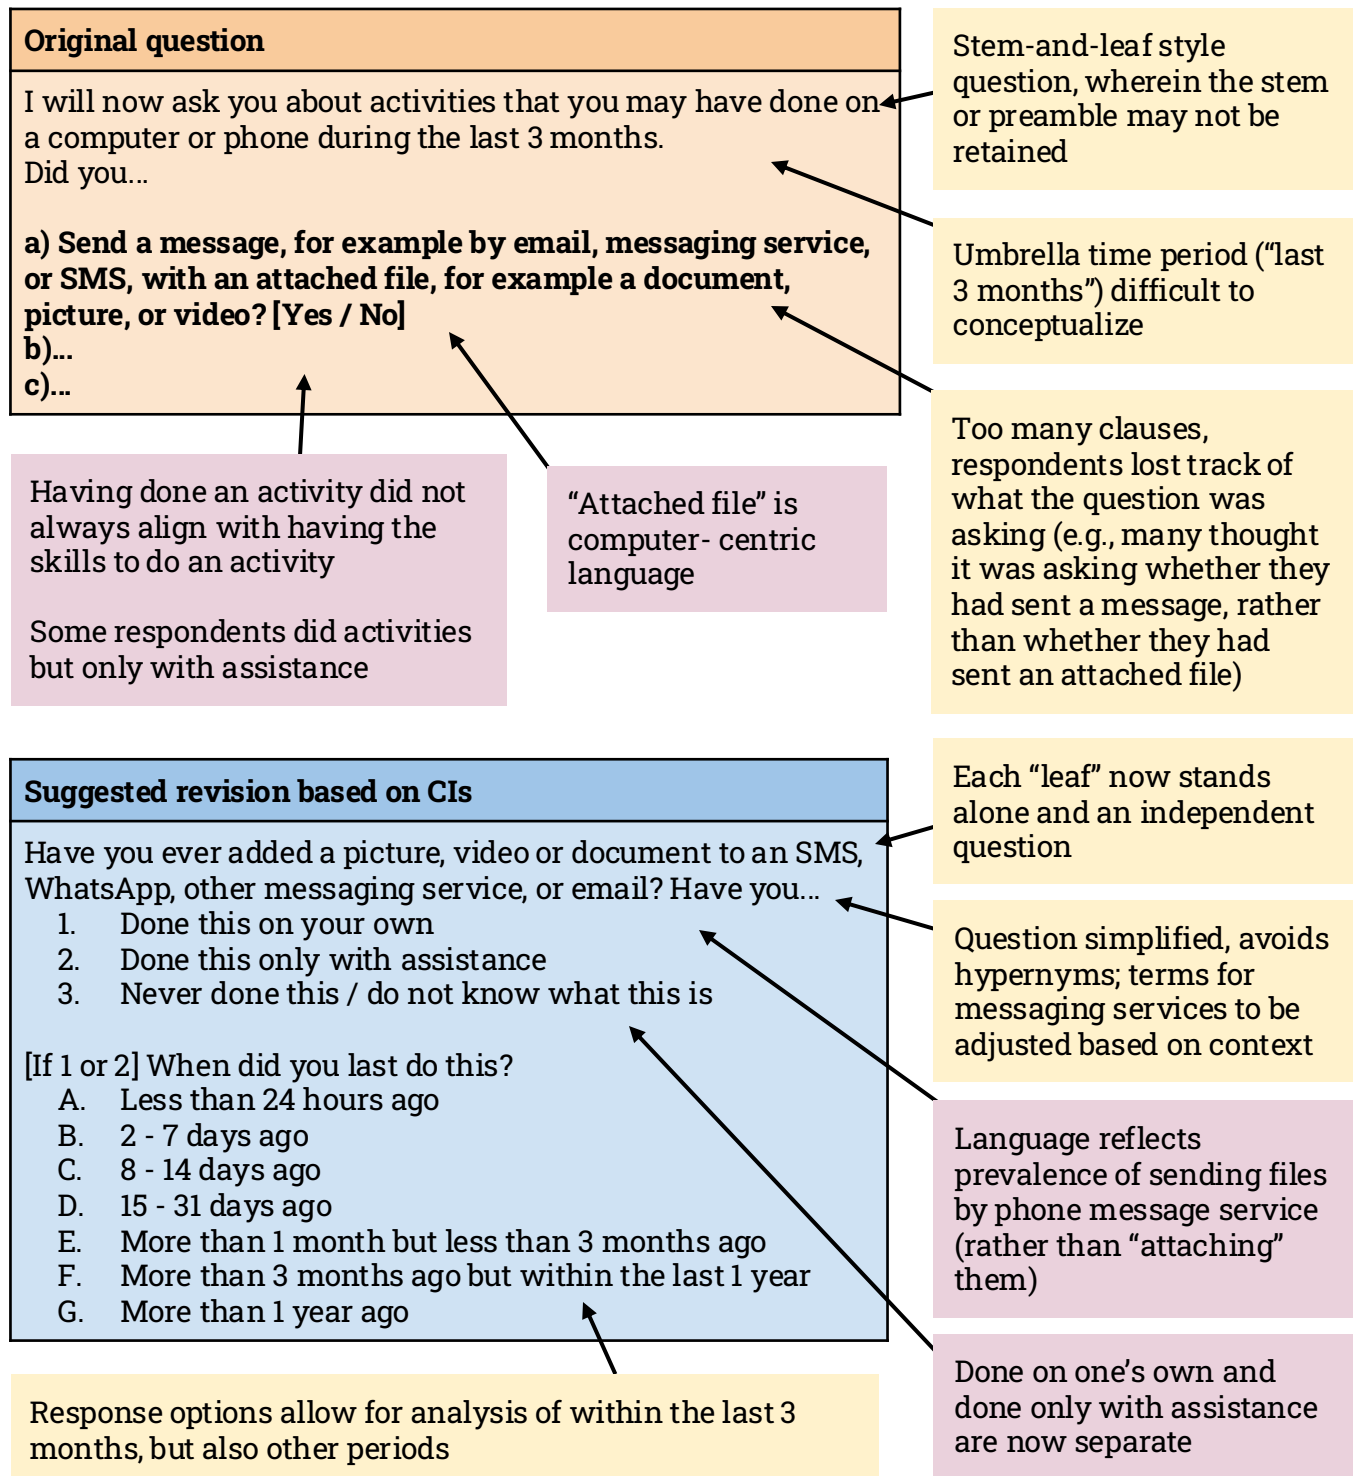 Original question
I will now ask you about activities that you may have done on
a computer or phone during the last 3 months.
Did you...
a) Send a message, for example by email, messaging service,
or SMS, with an attached file, for example a document,
picture, or video? [Yes / No]
b)...
c)...
Stem-and-leaf style
question, wherein the stem
or preamble may not be
retained
Umbrella time period (“last
3 months”) difficult to
conceptualize
Too many clauses,
respondents lost track of
what the question was
asking (e.g., many thought
it was asking whether they
had sent a message, rather
than whether they had
sent an attached file)
Having done an activity did not
always align with having the
skills to do an activity
Some respondents did activities
but only with assistance
“Attached file” is
computer- centric
language
Suggested revision based on CIs
Have you ever added a picture, video or document to an SMS,
WhatsApp, other messaging service, or email? Have you...
1. Done this on your own
2. Done this only with assistance
3. Never done this / do not know what this is
[If 1 or 2] When did you last do this?
A. Less than 24 hours ago
B. 2 - 7 days ago
C. 8 - 14 days ago
D. 15 - 31 days ago
E. More than 1 month but less than 3 months ago
F. More than 3 months ago but within the last 1 year
G. More than 1 year ago
Each “leaf” now stands
alone and an independent
question
Question simplified, avoids
hypernyms; terms for
messaging services to be
adjusted based on context
Language reflects
prevalence of sending files
by phone message service
(rather than “attaching”
them)
Done on one’s own and
done only with assistance
are now separate
Response options allow for analysis of within the last 3
months, but also other periods